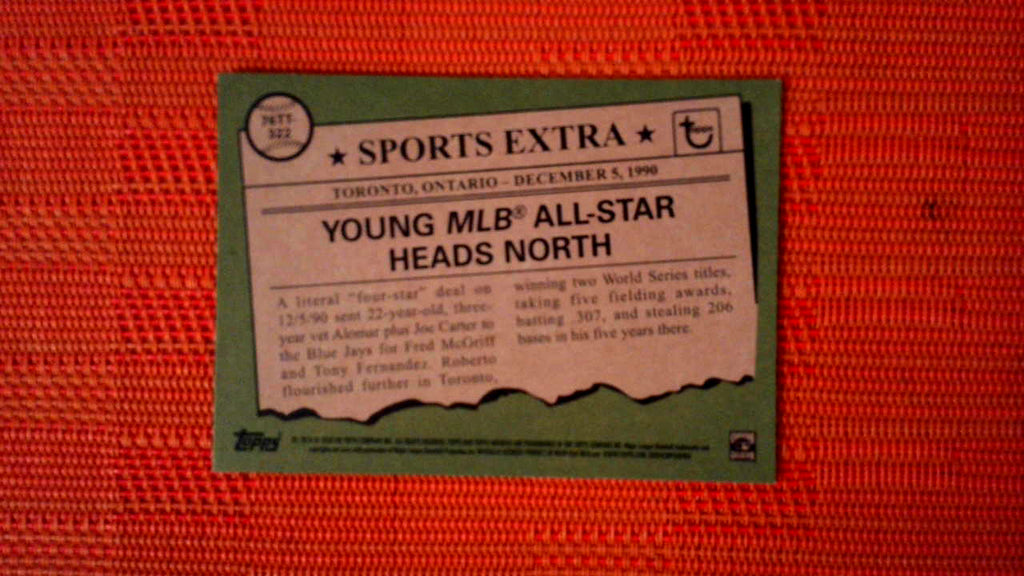 76TT-
322
★ SPORTS EXTRA ★
Topps
TORONTO, ONTARIO – DECEMBER 5, 1990
YOUNG MLB® ALL-STAR
HEADS NORTH
A literal "four-star" deal on
12/5/90 sent 22-year-old, three-
year vet Alomar plus Joe Carter to
the Blue Jays for Fred McGriff
and Tony Fernandez. Roberto
flourished further in Toronto,
winning two World Series titles,
taking five fielding awards,
batting .307, and stealing 206
bases in his five years there.
Topps